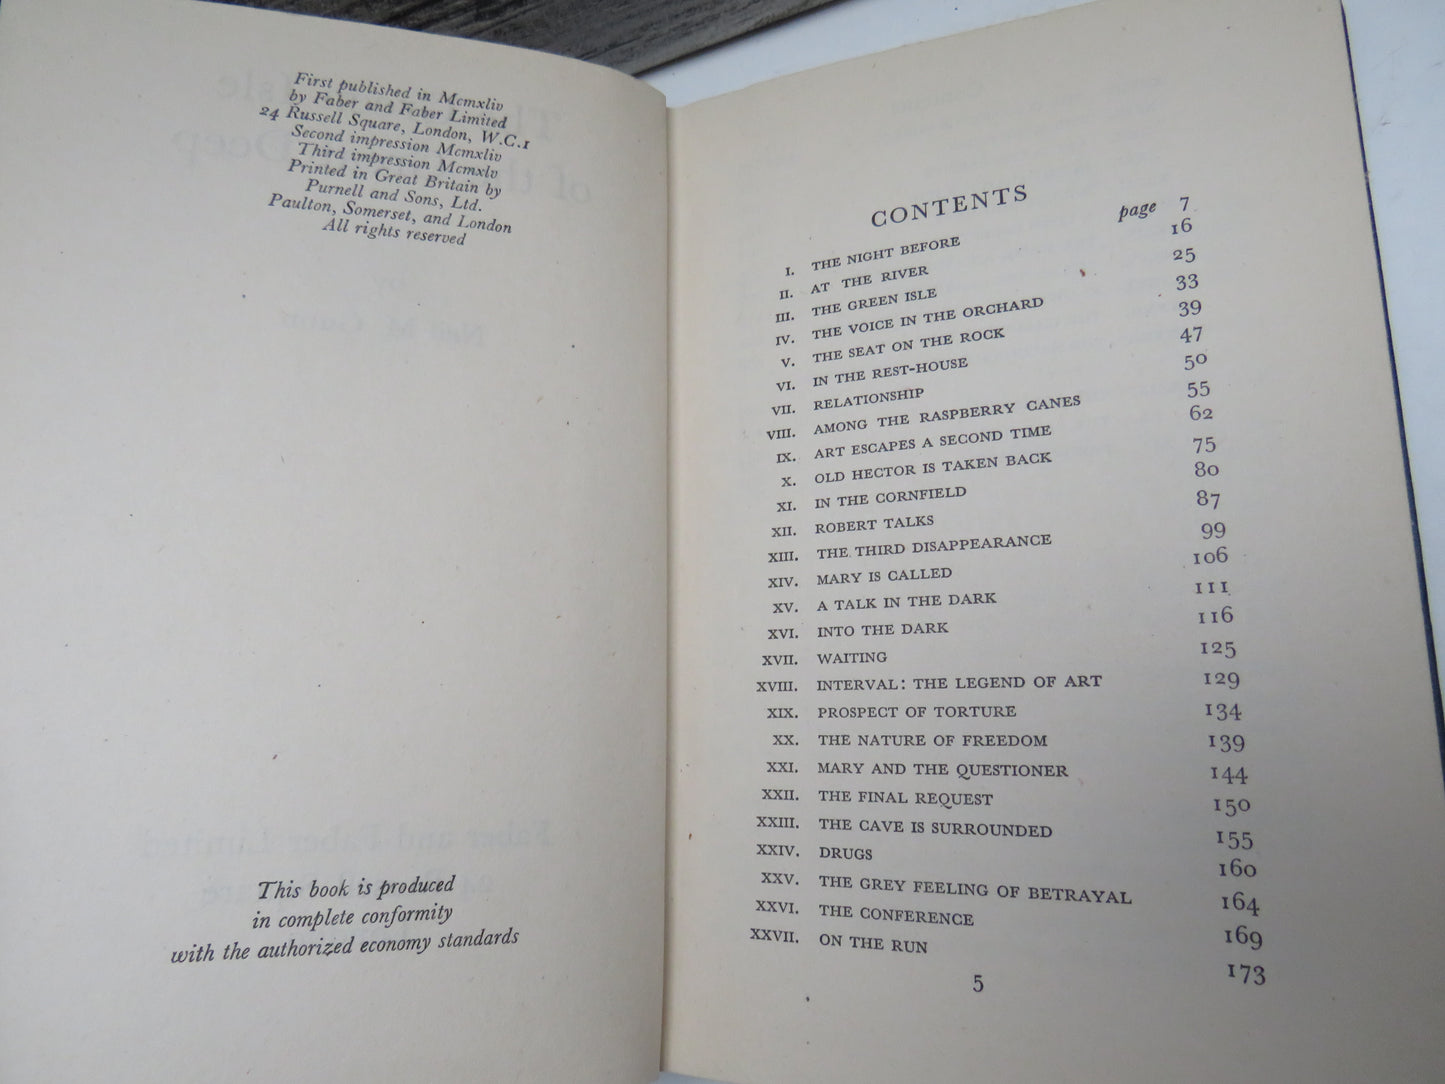 First published in Mcmxliv
by Faber and Faber Limited
24 Russell Square, London, W.C.1
Second impression Mcmxliv
Third impression Mcmxlv
Printed in Great Britain by
Purnell and Sons, Ltd.
Paulton, Somerset, and London
All rights reserved
This book is produced
in complete conformity
with the authorized economy standards
CONTENTS
I. THE NIGHT BEFORE page 7
II. AT THE RIVER 16
III. THE GREEN ISLE 25
IV. THE VOICE IN THE ORCHARD 33
V. THE SEAT ON THE ROCK 39
VI. IN THE REST-HOUSE 47
VII. RELATIONSHIP 50
VIII. AMONG THE RASPBERRY CANES 55
IX. ART ESCAPES A SECOND TIME 62
X. OLD HECTOR IS TAKEN BACK 75
XI. IN THE CORNFIELD 80
XII. ROBERT TALKS 87
XIII. THE THIRD DISAPPEARANCE 99
XIV. MARY IS CALLED 106
XV. A TALK IN THE DARK 111
XVI. INTO THE DARK 116
XVII. WAITING 125
XVIII. INTERVAL: THE LEGEND OF ART 129
XIX. PROSPECT OF TORTURE 134
XX. THE NATURE OF FREEDOM 139
XXI. MARY AND THE QUESTIONER 144
XXII. THE FINAL REQUEST 150
XXIII. THE CAVE IS SURROUNDED 155
XXIV. DRUGS 160
XXV. THE GREY FEELING OF BETRAYAL 164
XXVI. THE CONFERENCE 169
XXVII. ON THE RUN 173
5